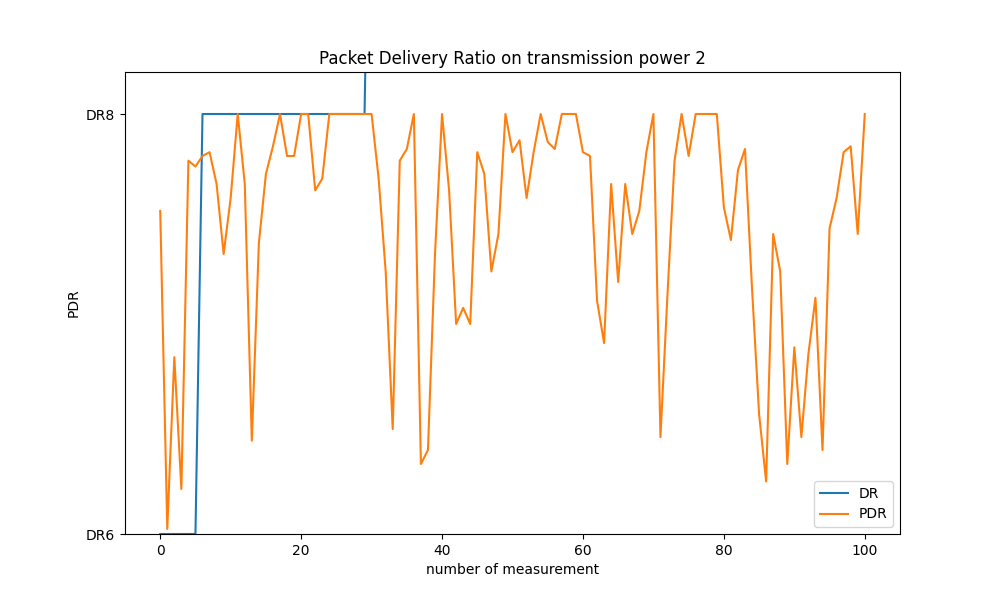 Packet Delivery Ratio on transmission power 2
DR8
PDR
DR6
0 20 40 60 80 100
number of measurement
DR
PDR